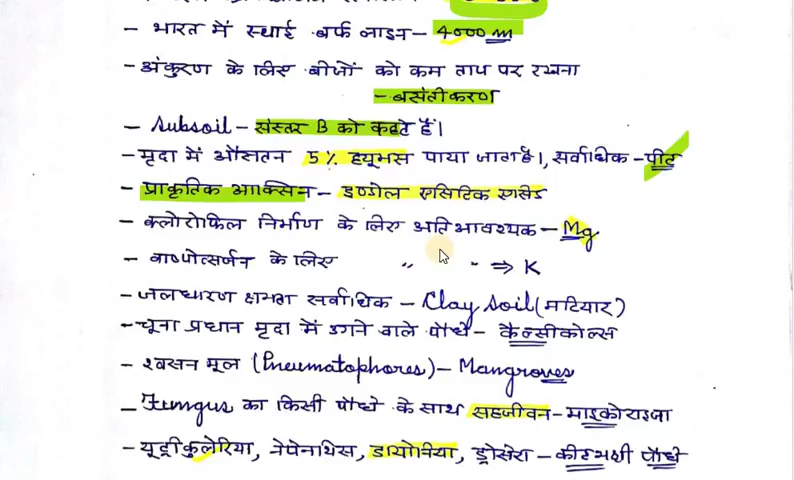 - भारत में स्थाई बर्फ लाइन - 4000 m
- अंकुरण के लिए बीजों को कम ताप पर रखना
- बसंतीकरण
- Subsoil - संस्तर B को कहते हैं।
- मृदा में औसतन 5% ह्यूमस पाया जाता है।, सर्वाधिक - पीट
- प्राकृतिक आक्सिन - इण्डोल एसिटिक एसिड
- क्लोरोफिल निर्माण के लिए अतिआवश्यक - Mg
- वाष्पोत्सर्जन के लिए " " ⇒ K
- जलधारण क्षमता सर्वाधिक - Clay Soil (मटियार)
- चूना प्रधान मृदा में उगने वाले पौधे - कैल्सीकोल्स
- श्वसन मूल (Pneumatophores) - Mangroves
- Fungus का किसी पौधे के साथ सहजीवन - माइकोराइजा
- यूट्रीकुलेरिया, नेपेन्थिस, डायोनिया, ड्रोसेरा - कीटभक्षी पौधे